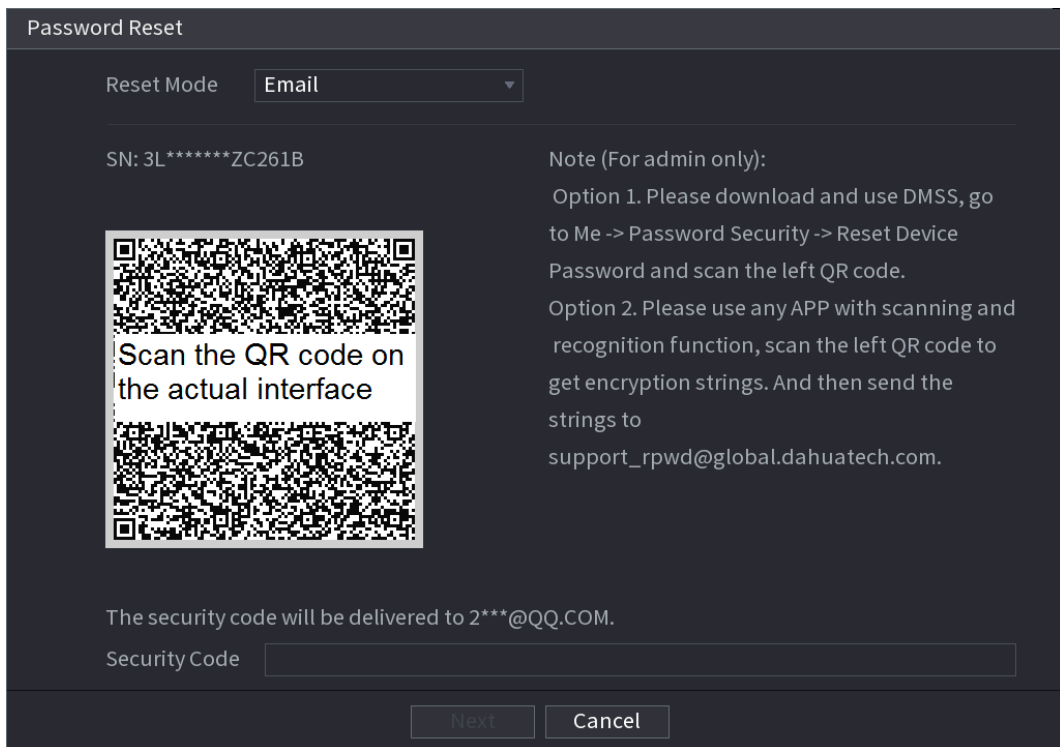 Password Reset
Reset Mode Email
SN: 3L*******ZC261B
Note (For admin only):
Option 1. Please download and use DMSS, go
to Me -> Password Security -> Reset Device
Password and scan the left QR code.
Option 2. Please use any APP with scanning and
recognition function, scan the left QR code to
get encryption strings. And then send the
strings to
support_rpwd@global.dahuatech.com.
Scan the QR code on
the actual interface
The security code will be delivered to 2***@QQ.COM.
Security Code
Next Cancel